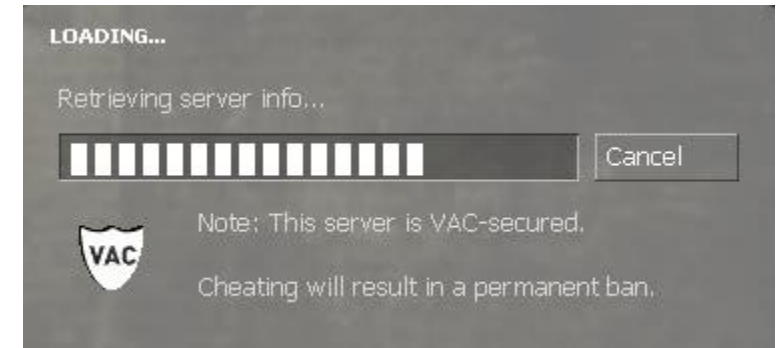 LOADING...
Retrieving server info...
Cancel
Note: This server is VAC-secured.
VAC
Cheating will result in a permanent ban.